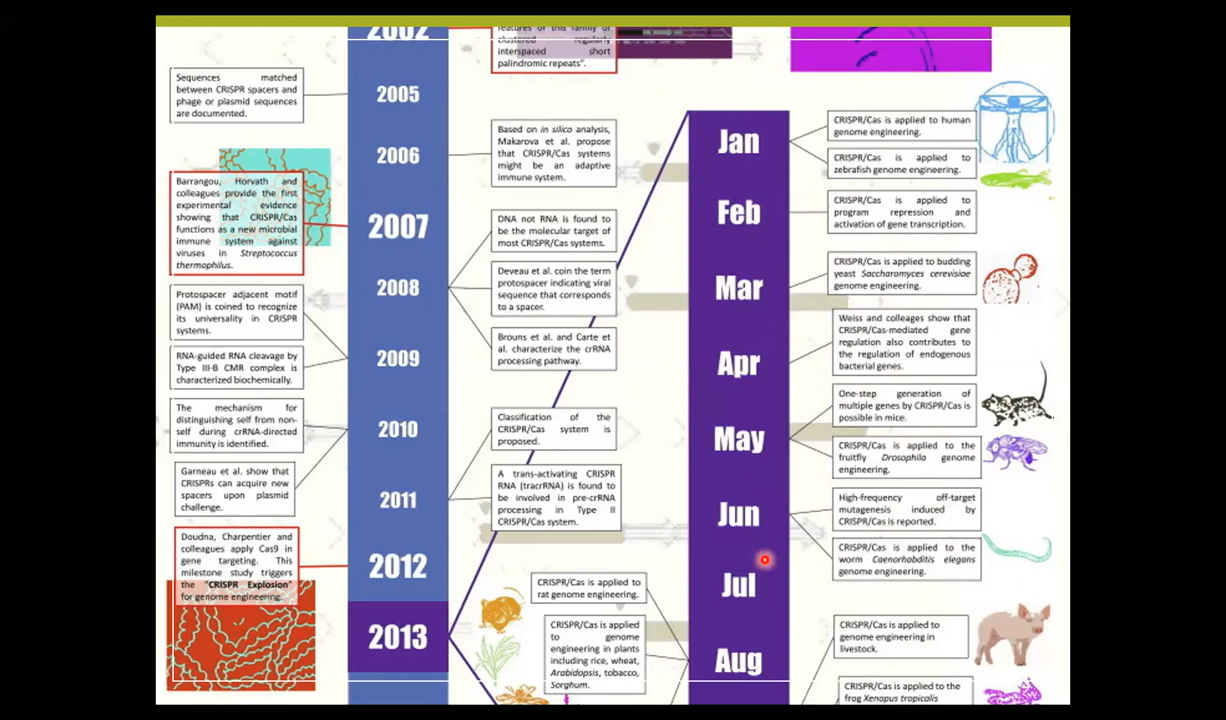 2002
features of this family of
clustered regularly
interspaced short
palindromic repeats".
Sequences matched
between CRISPR spacers and
phage or plasmid sequences
are documented.
2005
2006
Based on in silico analysis,
Makarova et al. propose
that CRISPR/Cas systems
might be an adaptive
immune system.
Barrangou, Horvath and
colleagues provide the first
experimental evidence
showing that CRISPR/Cas
functions as a new microbial
immune system against
viruses in Streptococcus
thermophilus.
2007
DNA not RNA is found to
be the molecular target of
most CRISPR/Cas systems.
2008
Deveau et al. coin the term
protospacer indicating viral
sequence that corresponds
to a spacer.
Brouns et al. and Carte et
al. characterize the crRNA
processing pathway.
Protospacer adjacent motif
(PAM) is coined to recognize
its universality in CRISPR
systems.
RNA-guided RNA cleavage by
Type III-B CMR complex is
characterized biochemically.
2009
The mechanism for
distinguishing self from non-
self during crRNA-directed
immunity is identified.
2010
Garneau et al. show that
CRISPRs can acquire new
spacers upon plasmid
challenge.
Classification of the
CRISPR/Cas system is
proposed.
2011
A trans-activating CRISPR
RNA (tracrRNA) is found to
be involved in pre-crRNA
processing in Type II
CRISPR/Cas system.
Doudna, Charpentier and
colleagues apply Cas9 in
gene targeting. This
milestone study triggers
the "CRISPR Explosion"
for genome engineering.
2012
2013
Jan
CRISPR/Cas is applied to human
genome engineering.
CRISPR/Cas is applied to
zebrafish genome engineering.
Feb
CRISPR/Cas is applied to
program repression and
activation of gene transcription.
Mar
CRISPR/Cas is applied to budding
yeast Saccharomyces cerevisiae
genome engineering.
Apr
Weiss and colleages show that
CRISPR/Cas-mediated gene
regulation also contributes to
the regulation of endogenous
bacterial genes.
May
One-step generation of
multiple genes by CRISPR/Cas is
possible in mice.
CRISPR/Cas is applied to the
fruitfly Drosophila genome
engineering.
Jun
High-frequency off-target
mutagenesis induced by
CRISPR/Cas is reported.
CRISPR/Cas is applied to the
worm Caenorhabditis elegans
genome engineering.
Jul
Aug
CRISPR/Cas is applied to
rat genome engineering.
CRISPR/Cas is applied
to genome
engineering in plants
including rice, wheat,
Arabidopsis, tobacco,
Sorghum.
CRISPR/Cas is applied to
genome engineering in
livestock.
CRISPR/Cas is applied to the
frog Xenopus tropicalis